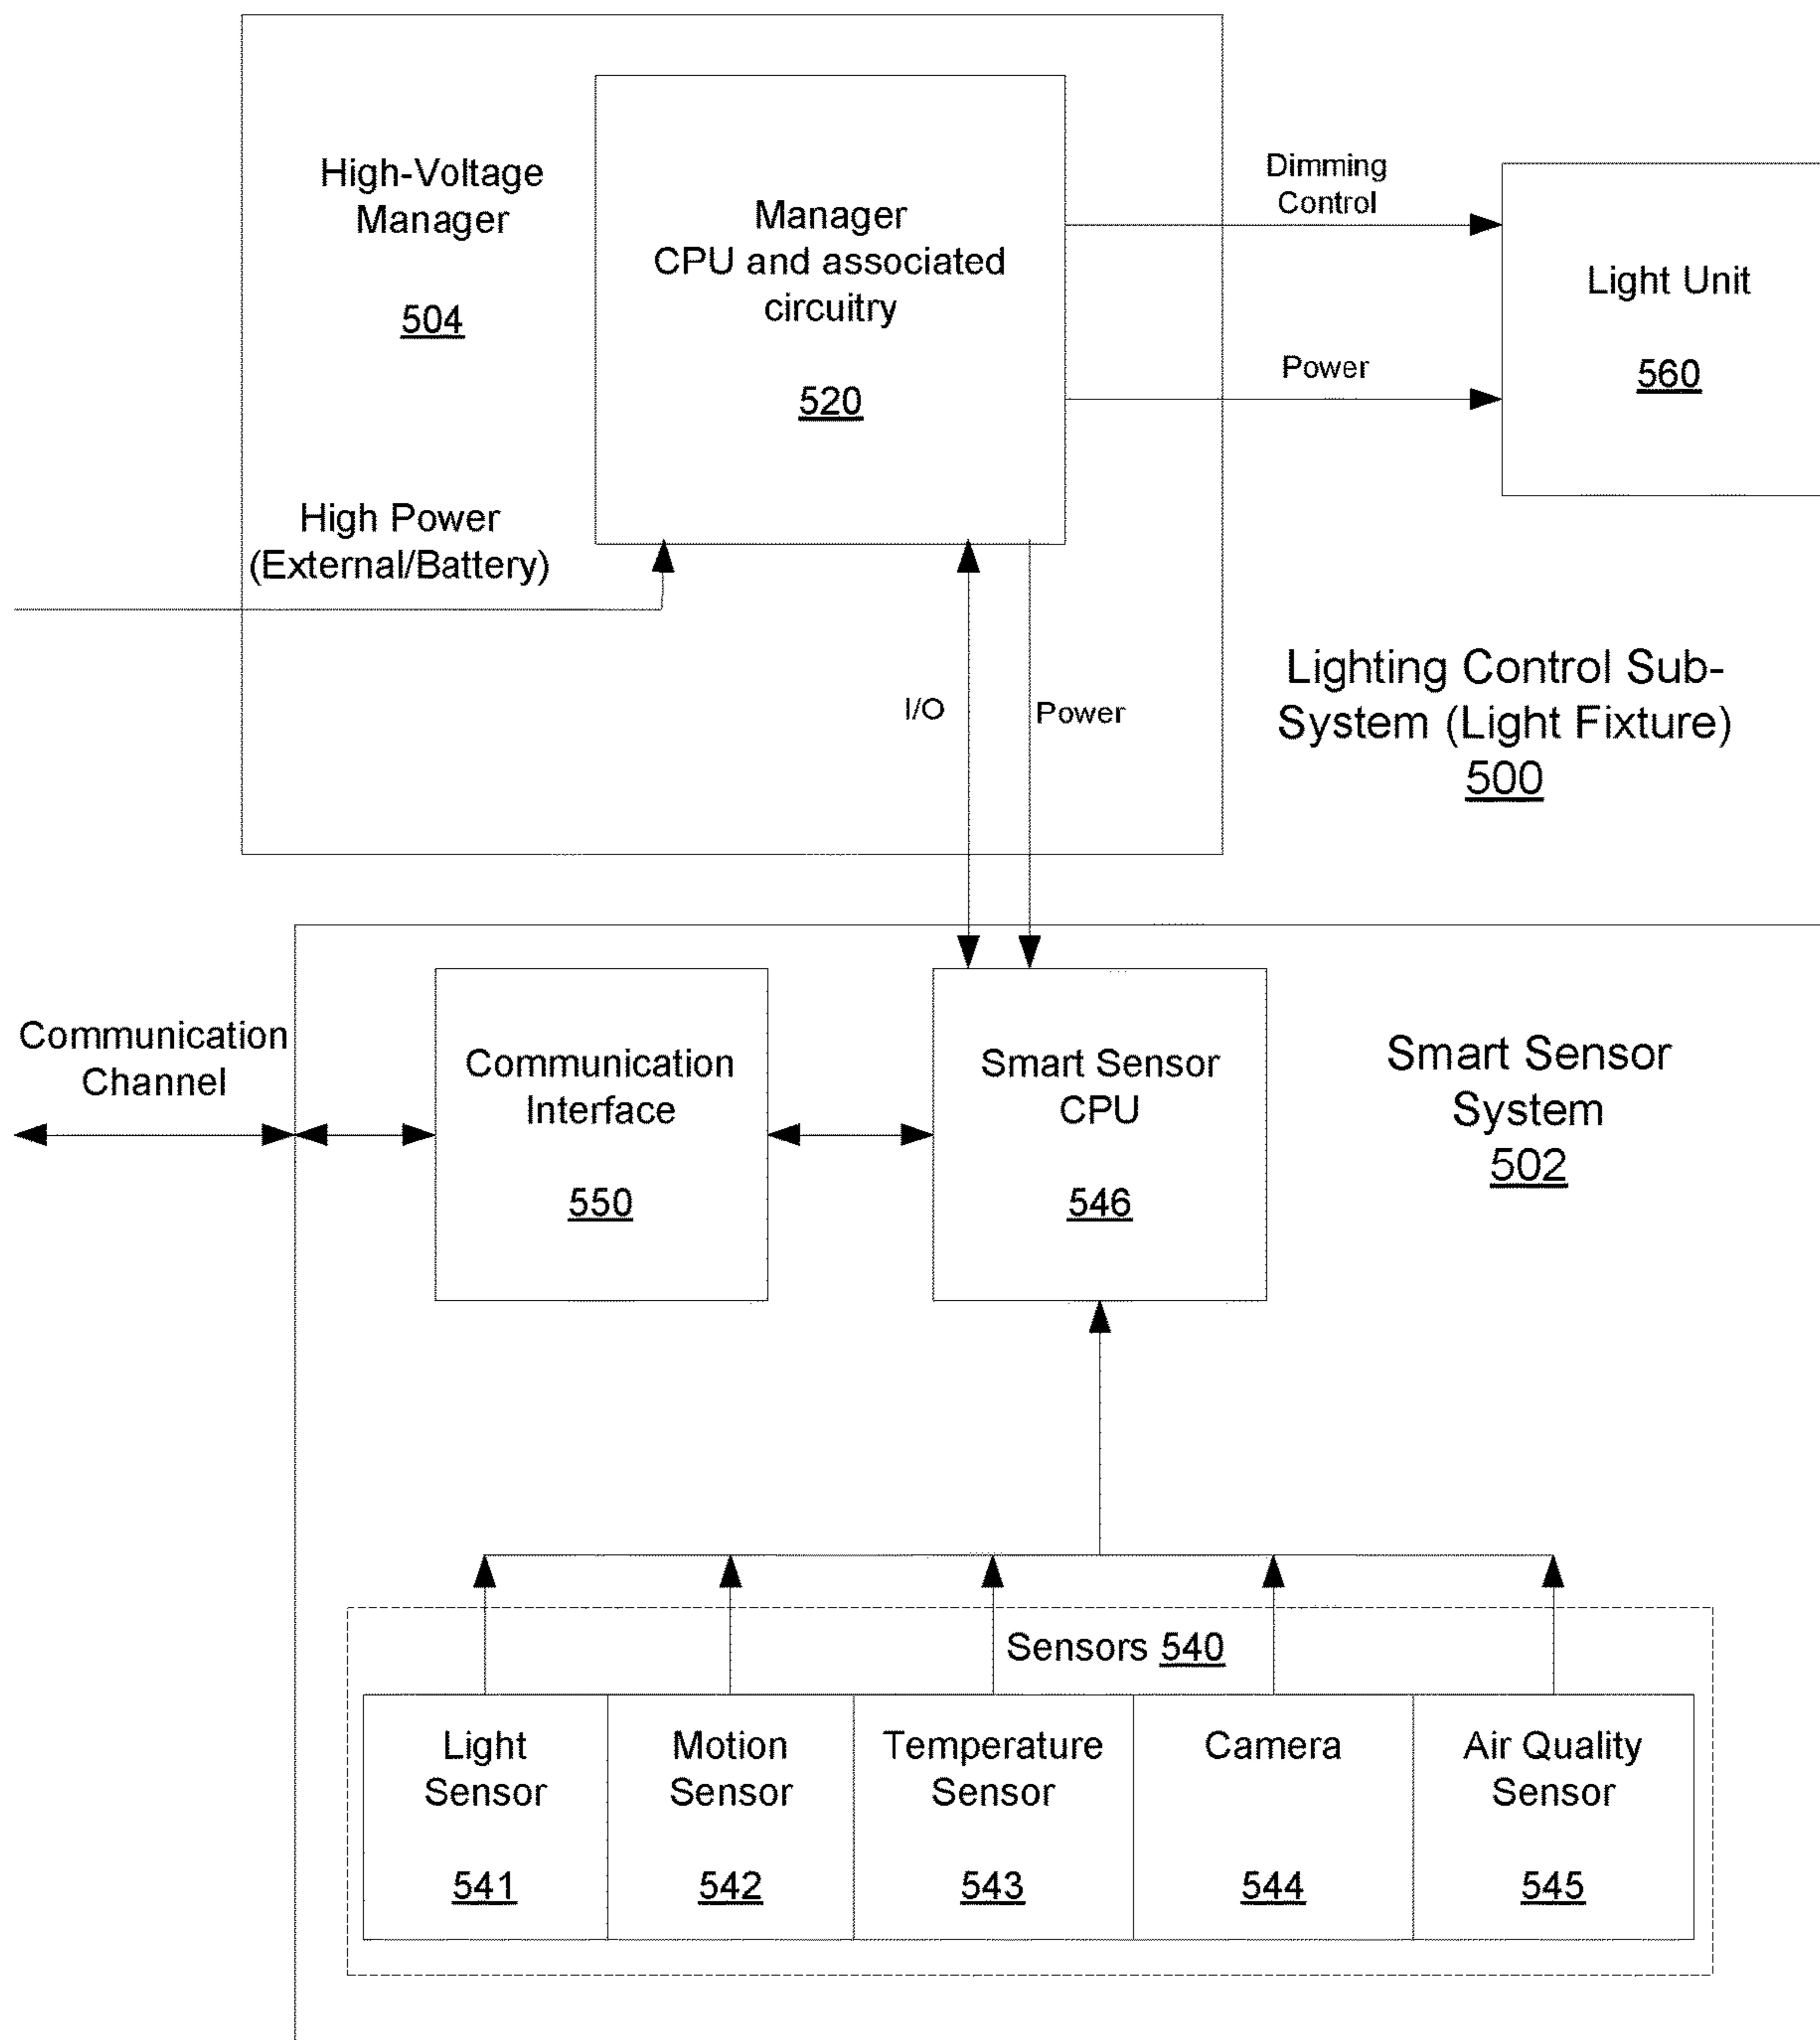 High-Voltage
Manager
504
Manager
CPU and associated
circuitry
520
Dimming
Control
Power
Light Unit
560
High Power
(External/Battery)
I/O
Power
Lighting Control Sub-
System (Light Fixture)
500
Communication
Channel
Communication
Interface
550
Smart Sensor
CPU
546
Smart Sensor
System
502
Sensors 540
Light
Sensor
541
Motion
Sensor
542
Temperature
Sensor
543
Camera
544
Air Quality
Sensor
545